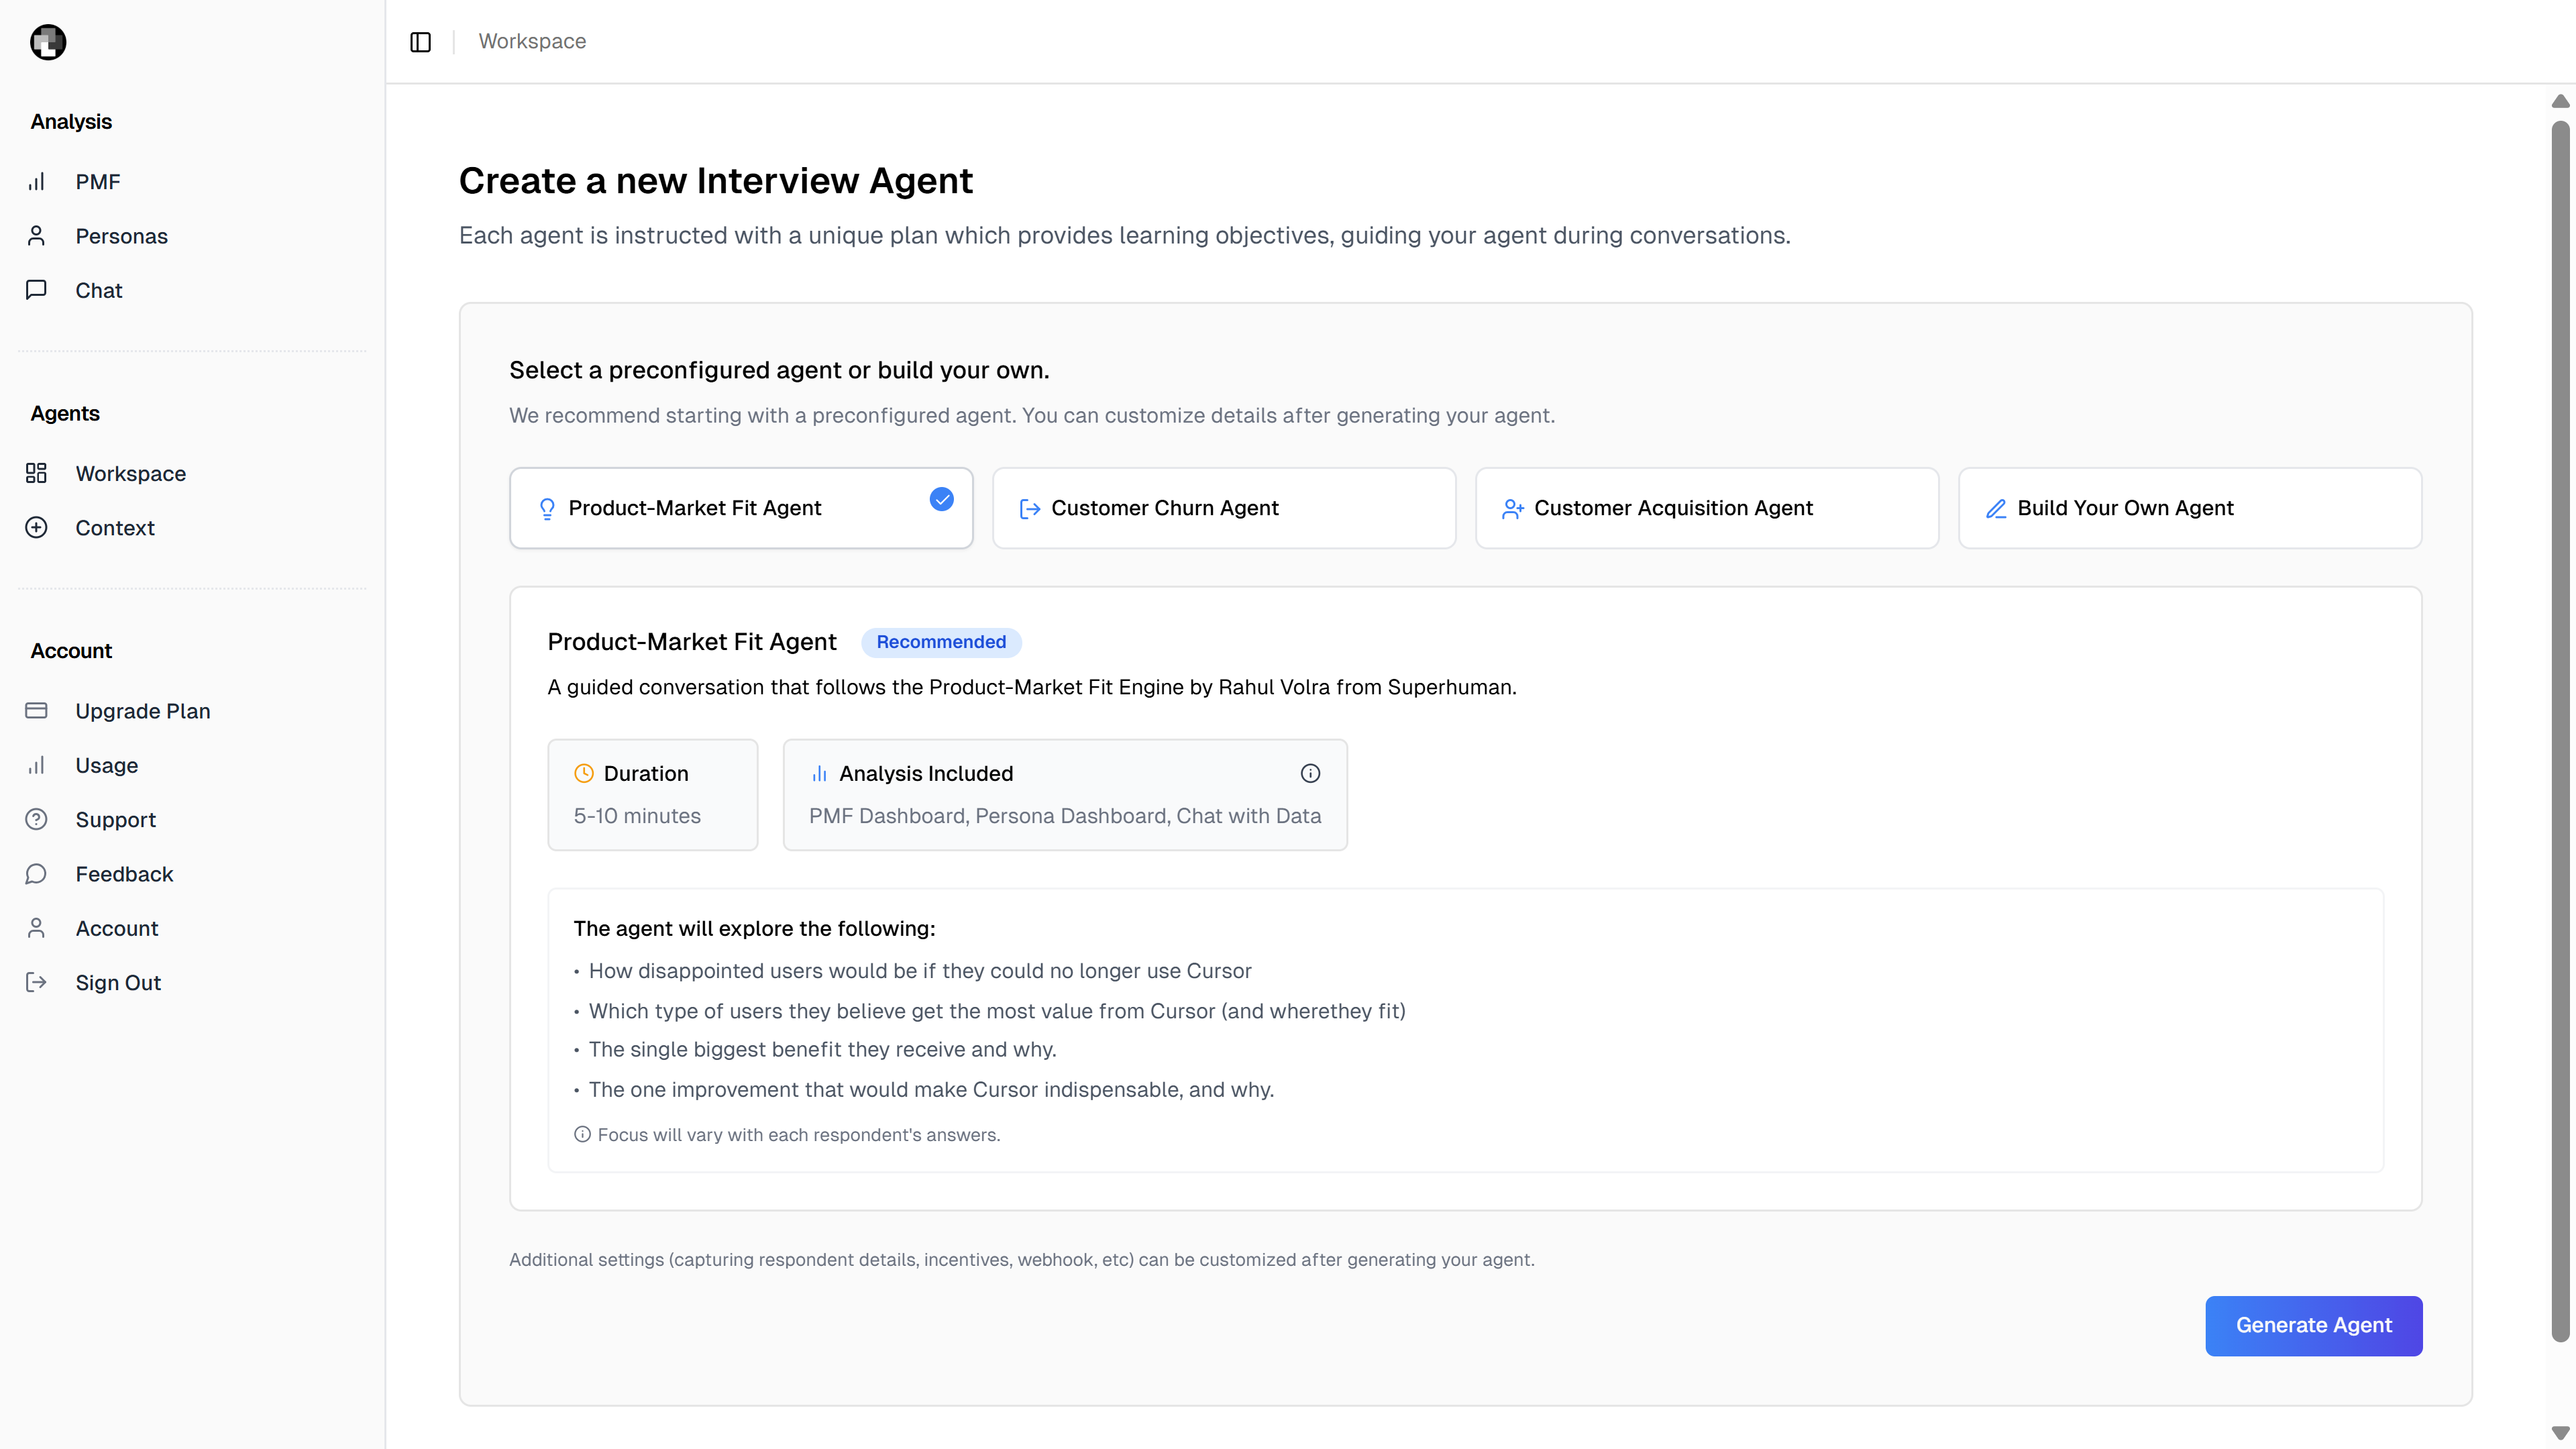 Workspace
Analysis
PMF
Personas
Chat
Agents
Workspace
Context
Account
Upgrade Plan
Usage
Support
Feedback
Account
Sign Out
Create a new Interview Agent
Each agent is instructed with a unique plan which provides learning objectives, guiding your agent during conversations.
Select a preconfigured agent or build your own.
We recommend starting with a preconfigured agent. You can customize details after generating your agent.
Product-Market Fit Agent
Customer Churn Agent
Customer Acquisition Agent
Build Your Own Agent
Product-Market Fit Agent
Recommended
A guided conversation that follows the Product-Market Fit Engine by Rahul Volra from Superhuman.
Duration
5-10 minutes
Analysis Included
PMF Dashboard, Persona Dashboard, Chat with Data
The agent will explore the following:
• How disappointed users would be if they could no longer use Cursor
• Which type of users they believe get the most value from Cursor (and wherethey fit)
• The single biggest benefit they receive and why.
• The one improvement that would make Cursor indispensable, and why.
Focus will vary with each respondent's answers.
Additional settings (capturing respondent details, incentives, webhook, etc) can be customized after generating your agent.
Generate Agent